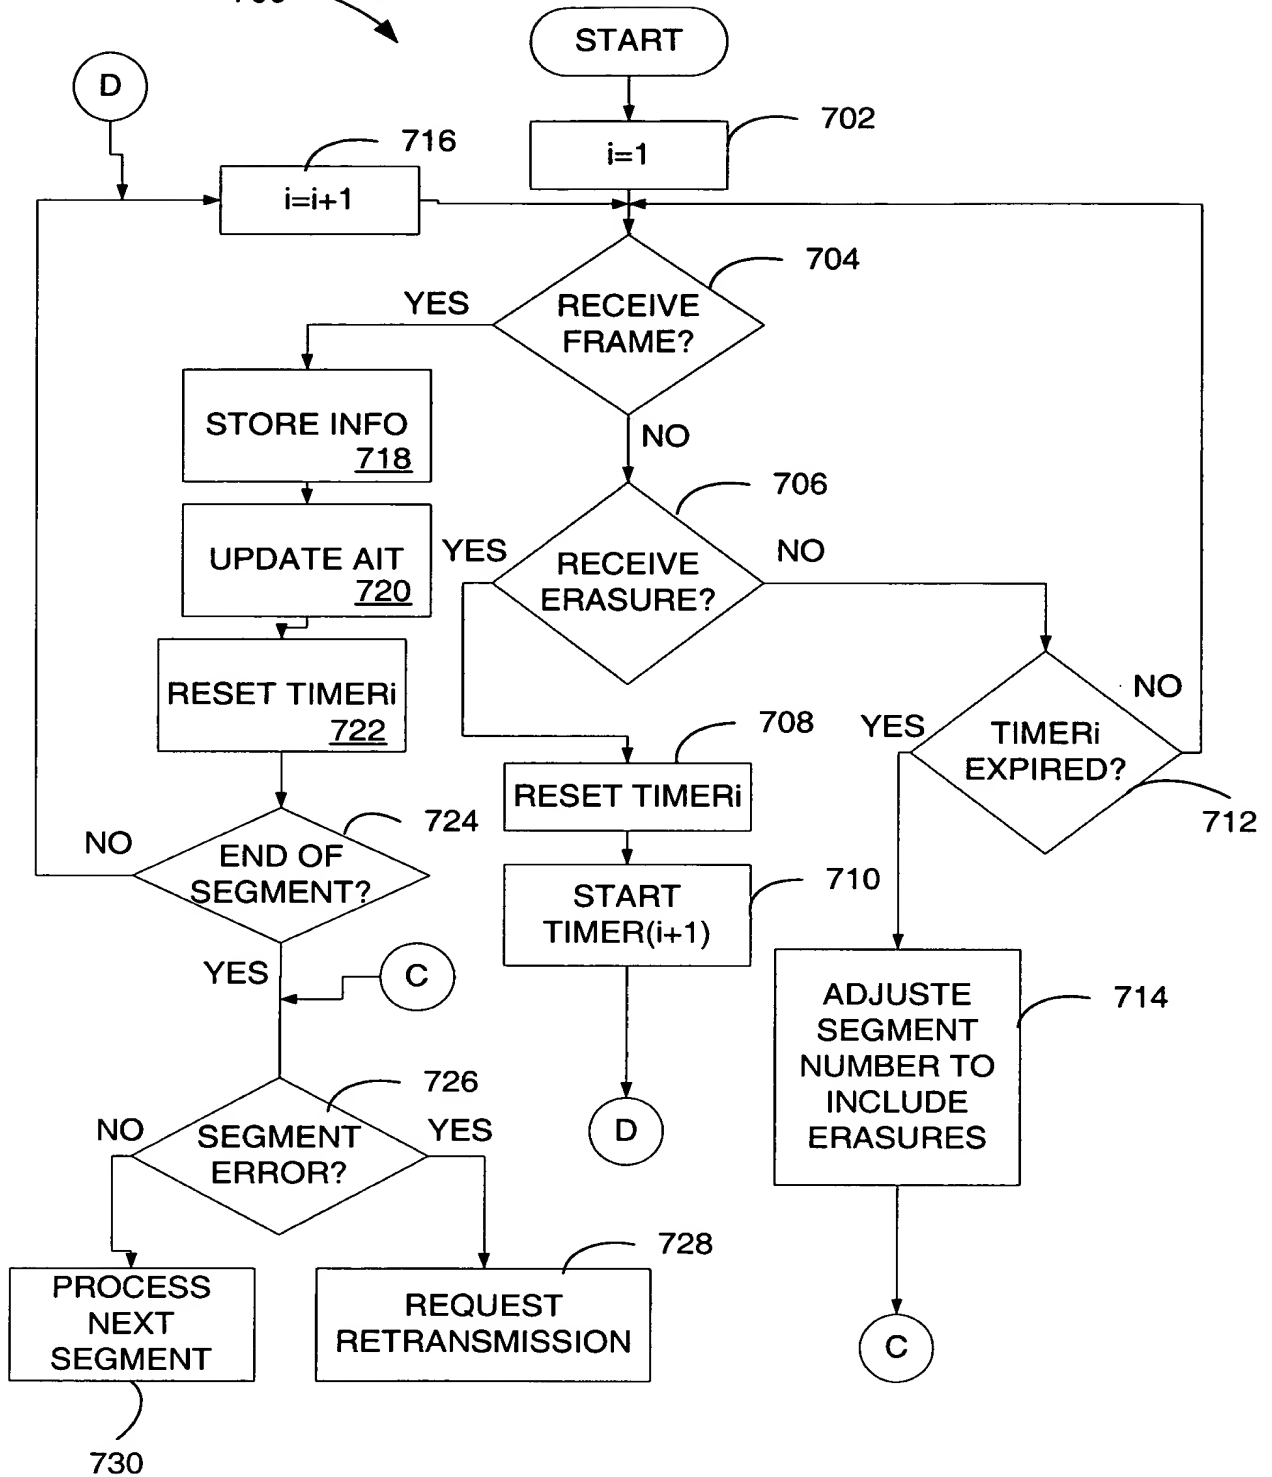 START
D
702
i=1
716
i=i+1
704
YES
RECEIVE
FRAME?
STORE INFO
718
NO
706
UPDATE AIT
720
YES
RECEIVE
ERASURE?
NO
RESET TIMERi
722
NO
708
YES
TIMERi
EXPIRED?
RESET TIMERi
712
724
NO
END OF
SEGMENT?
710
START
TIMER(i+1)
YES
C
ADJUSTE
SEGMENT
NUMBER TO
INCLUDE
ERASURES
714
726
NO
SEGMENT
ERROR?
YES
D
728
PROCESS
NEXT
SEGMENT
REQUEST
RETRANSMISSION
C
730